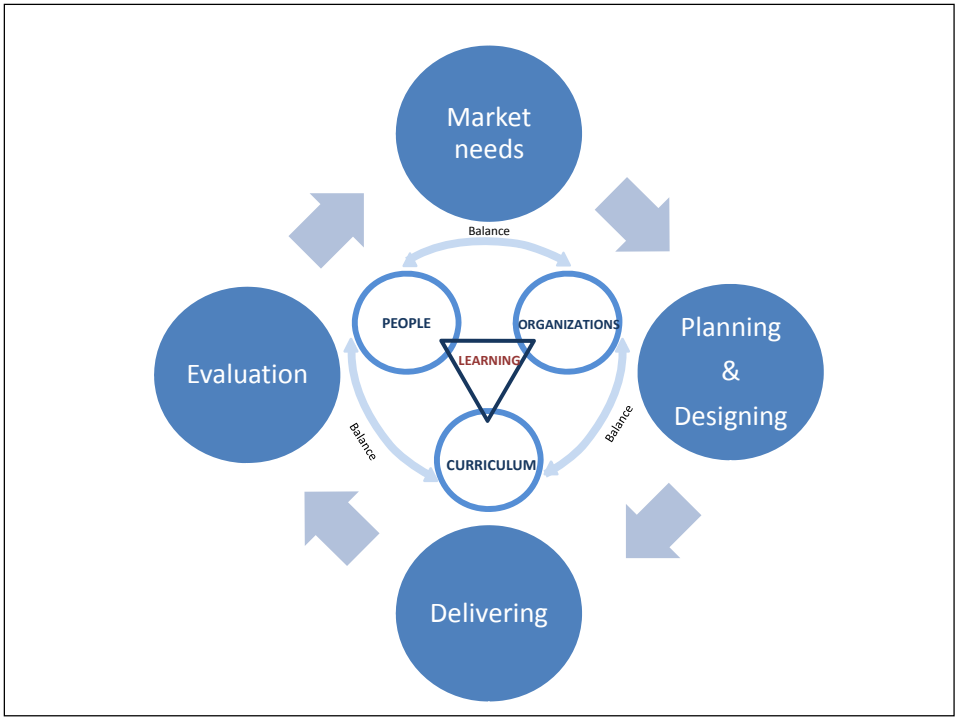 Market
needs
Balance
PEOPLE
ORGANIZATIONS
LEARNING
Planning
&
Designing
Evaluation
Balance
Balance
CURRICULUM
Delivering